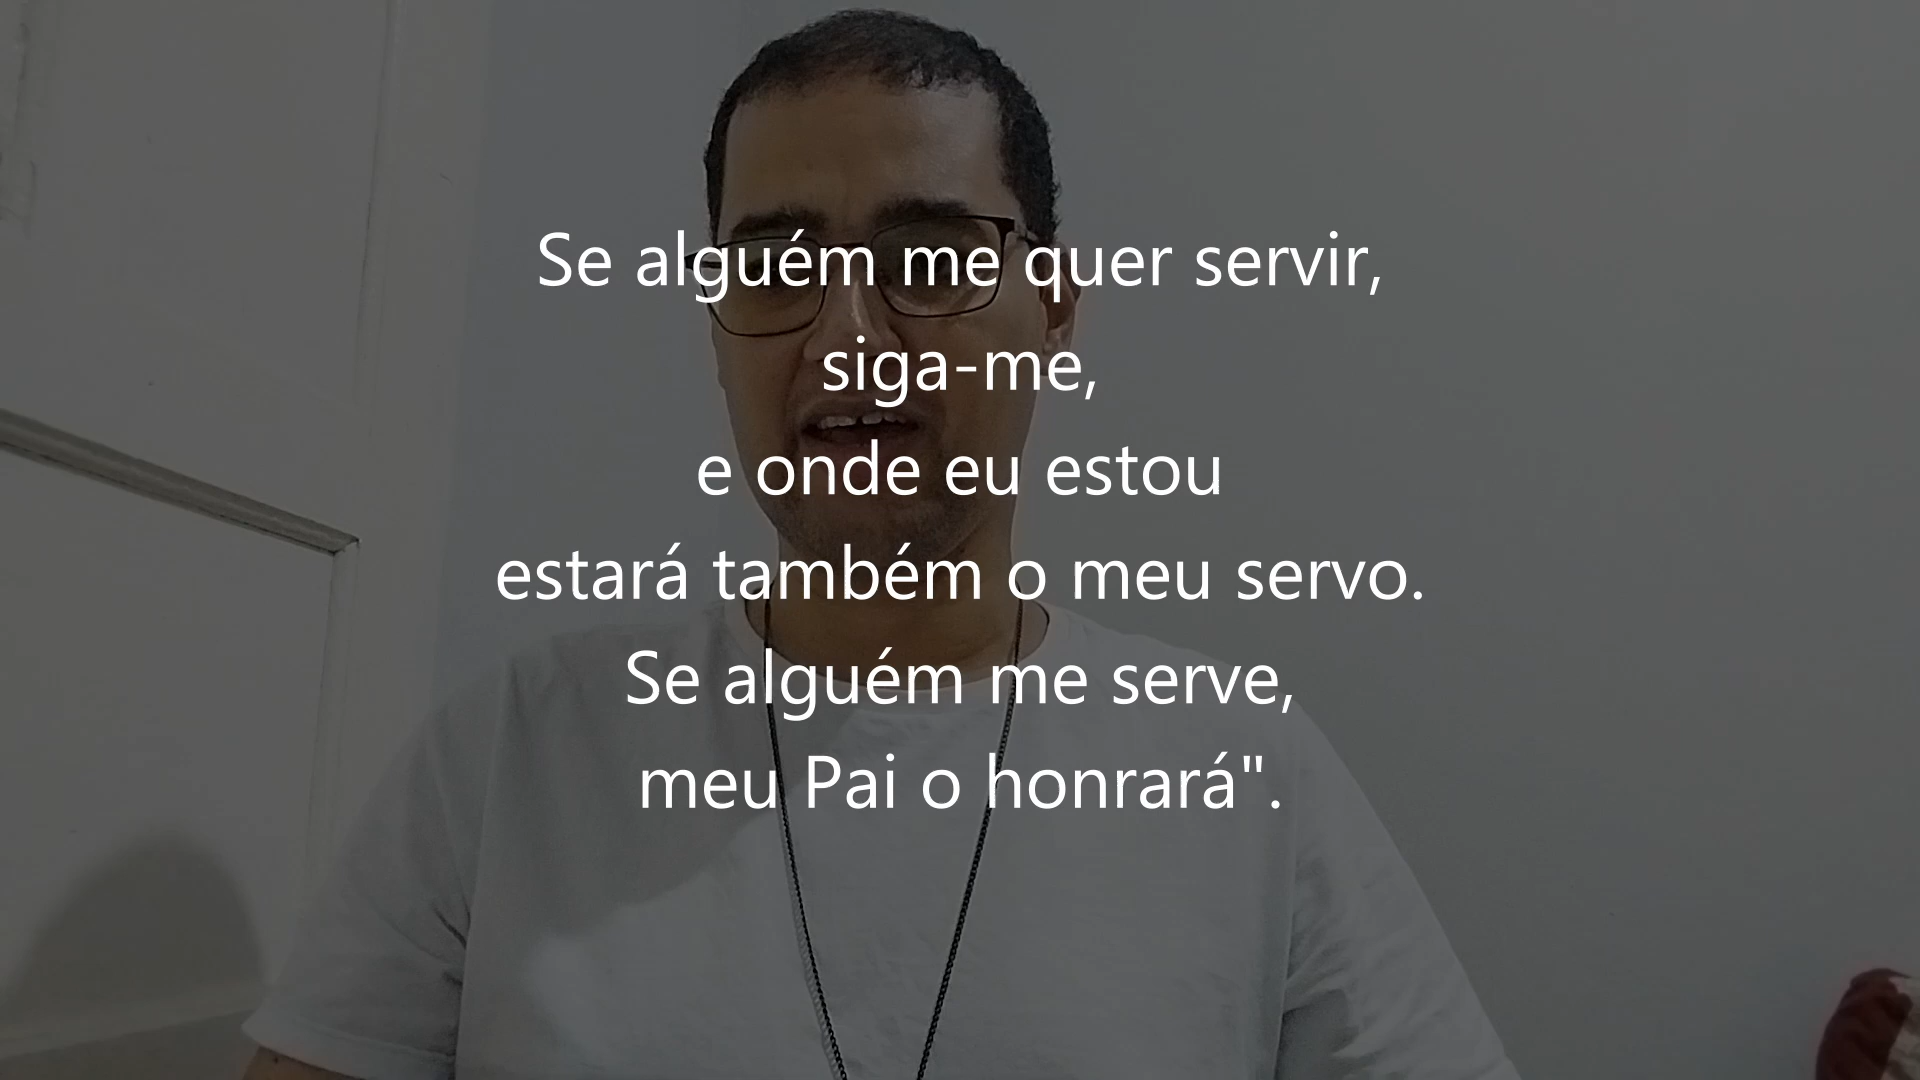 Se alguém me quer servir,
siga-me,
e onde eu estou
estará também o meu servo.
Se alguém me serve,
meu Pai o honrará".